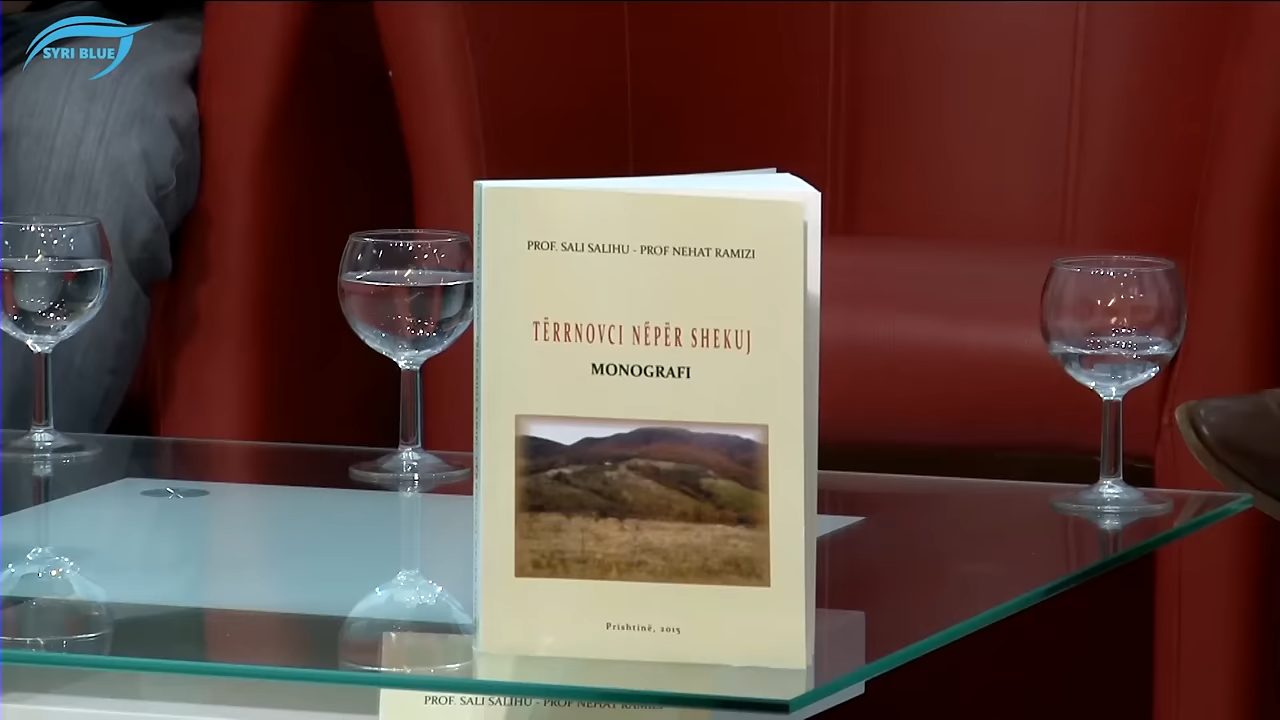 SYRI BLUE
PROF. SALI SALIHU - PROF NEHAT RAMIZI
TËRRNOVCI NËPËR SHEKUJ
MONOGRAFI
Prishtinë, 2015
PROF. SALI SALIHU - PROF NEHAT RAMIZI